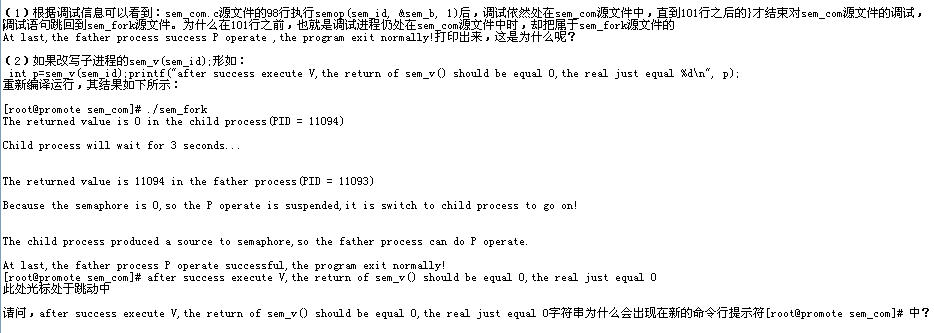 （1）根据调试信息可以看到：sem_com.c源文件的98行执行semop(sem_id, &sem_b, 1)后，调试依然处在sem_com源文件中，直到101行之后的}才结束对sem_com源文件的调试，
调试语句跳回到sem_fork源文件。为什么在101行之前，也就是调试进程仍处在sem_com源文件中时，却把属于sem_fork源文件的
At last,the father process success P operate ,the program exit normally!打印出来，这是为什么呢？
（2）如果改写子进程的sem_v(sem_id);形如：
int p=sem_v(sem_id);printf("after success execute V,the return of sem_v() should be equal 0,the real just equal %d\n", p);
重新编译运行，其结果如下所示：
[root@promote sem_com]# ./sem_fork
The returned value is 0 in the child process(PID = 11094)
Child process will wait for 3 seconds...
The returned value is 11094 in the father process(PID = 11093)
Because the semaphore is 0,so the P operate is suspended,it is switch to child process to go on!
The child process produced a source to semaphore,so the father process can do P operate.
At last,the father process P operate successful,the program exit normally!
[root@promote sem_com]# after success execute V,the return of sem_v() should be equal 0,the real just equal 0
此处光标处于跳动中
请问，after success execute V,the return of sem_v() should be equal 0,the real just equal 0字符串为什么会出现在新的命令行提示符[root@promote sem_com]# 中？